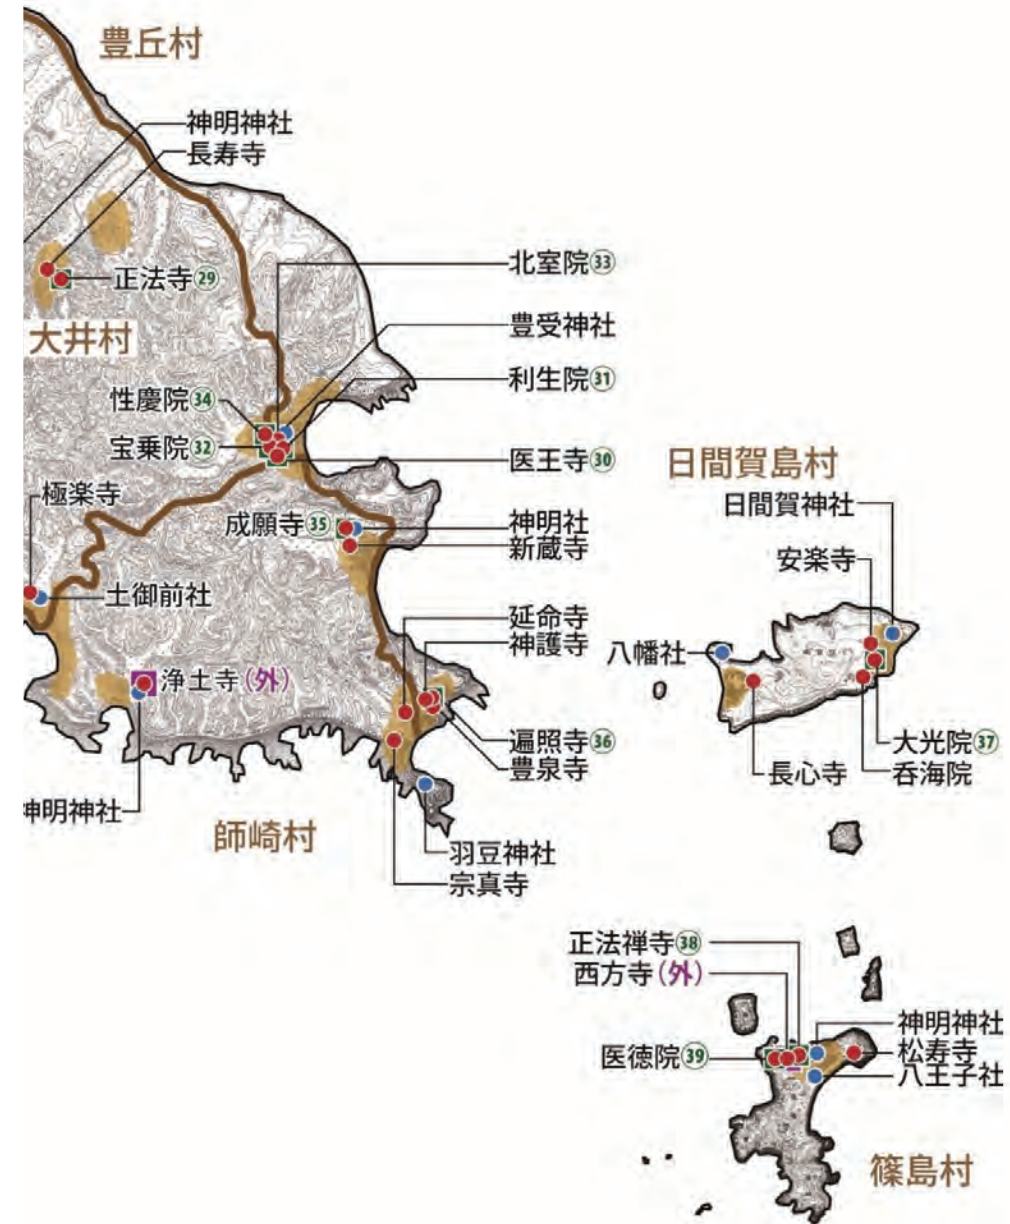 豊丘村
神明神社
長寿寺
正法寺㉙
大井村
北室院㉝
豊受神社
利生院㉛
性慶院㉞
宝乗院㉜
医王寺㉚
極楽寺
成願寺㉟
神明社
新蔵寺
土御前社
延命寺
神護寺
浄土寺(外)
遍照寺㊱
豊泉寺
神明神社
師崎村
羽豆神社
宗真寺
日間賀島村
日間賀神社
安楽寺
八幡社
大光院㊲
長心寺
呑海院
正法禅寺㊳
西方寺(外)
神明神社
医徳院㊴
松寿寺
八王子社
篠島村